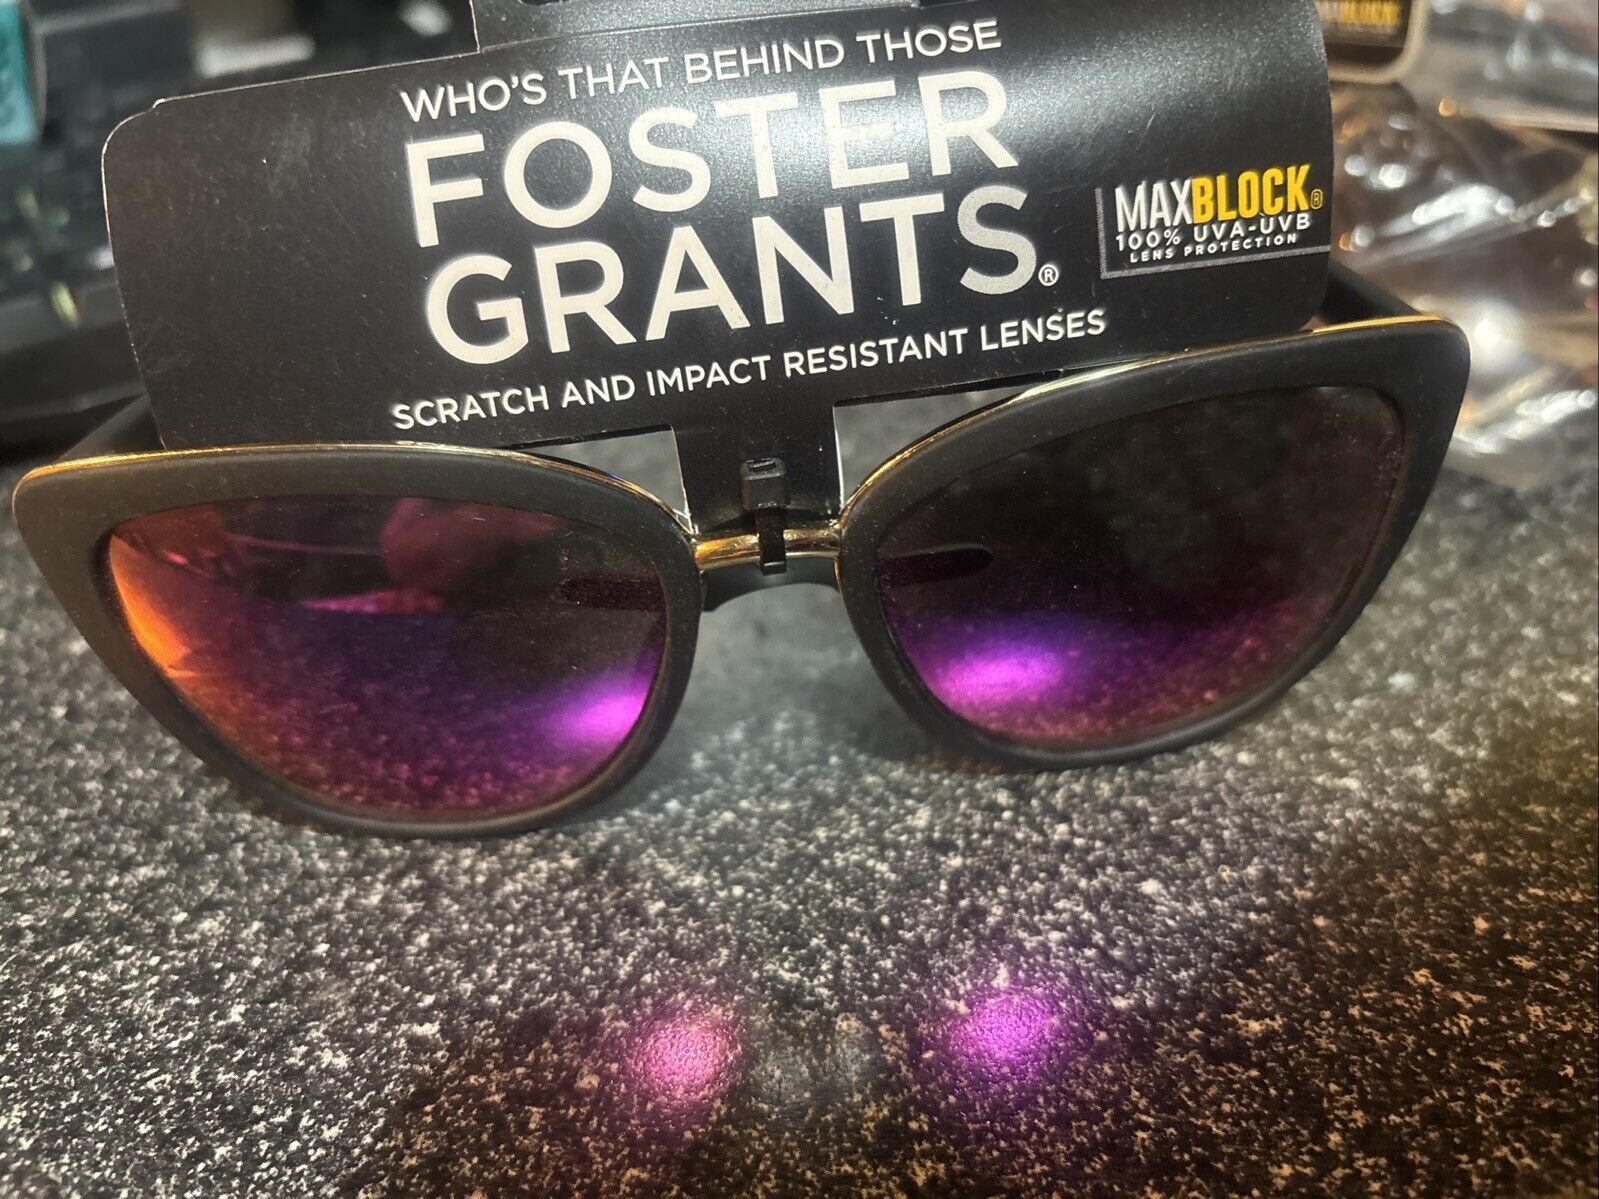 WHO'S THAT BEHIND THOSE
FOSTER
GRANTS®
SCRATCH AND IMPACT RESISTANT LENSES
MAXBLOCK®
100% UVA-UVB
LENS PROTECTION